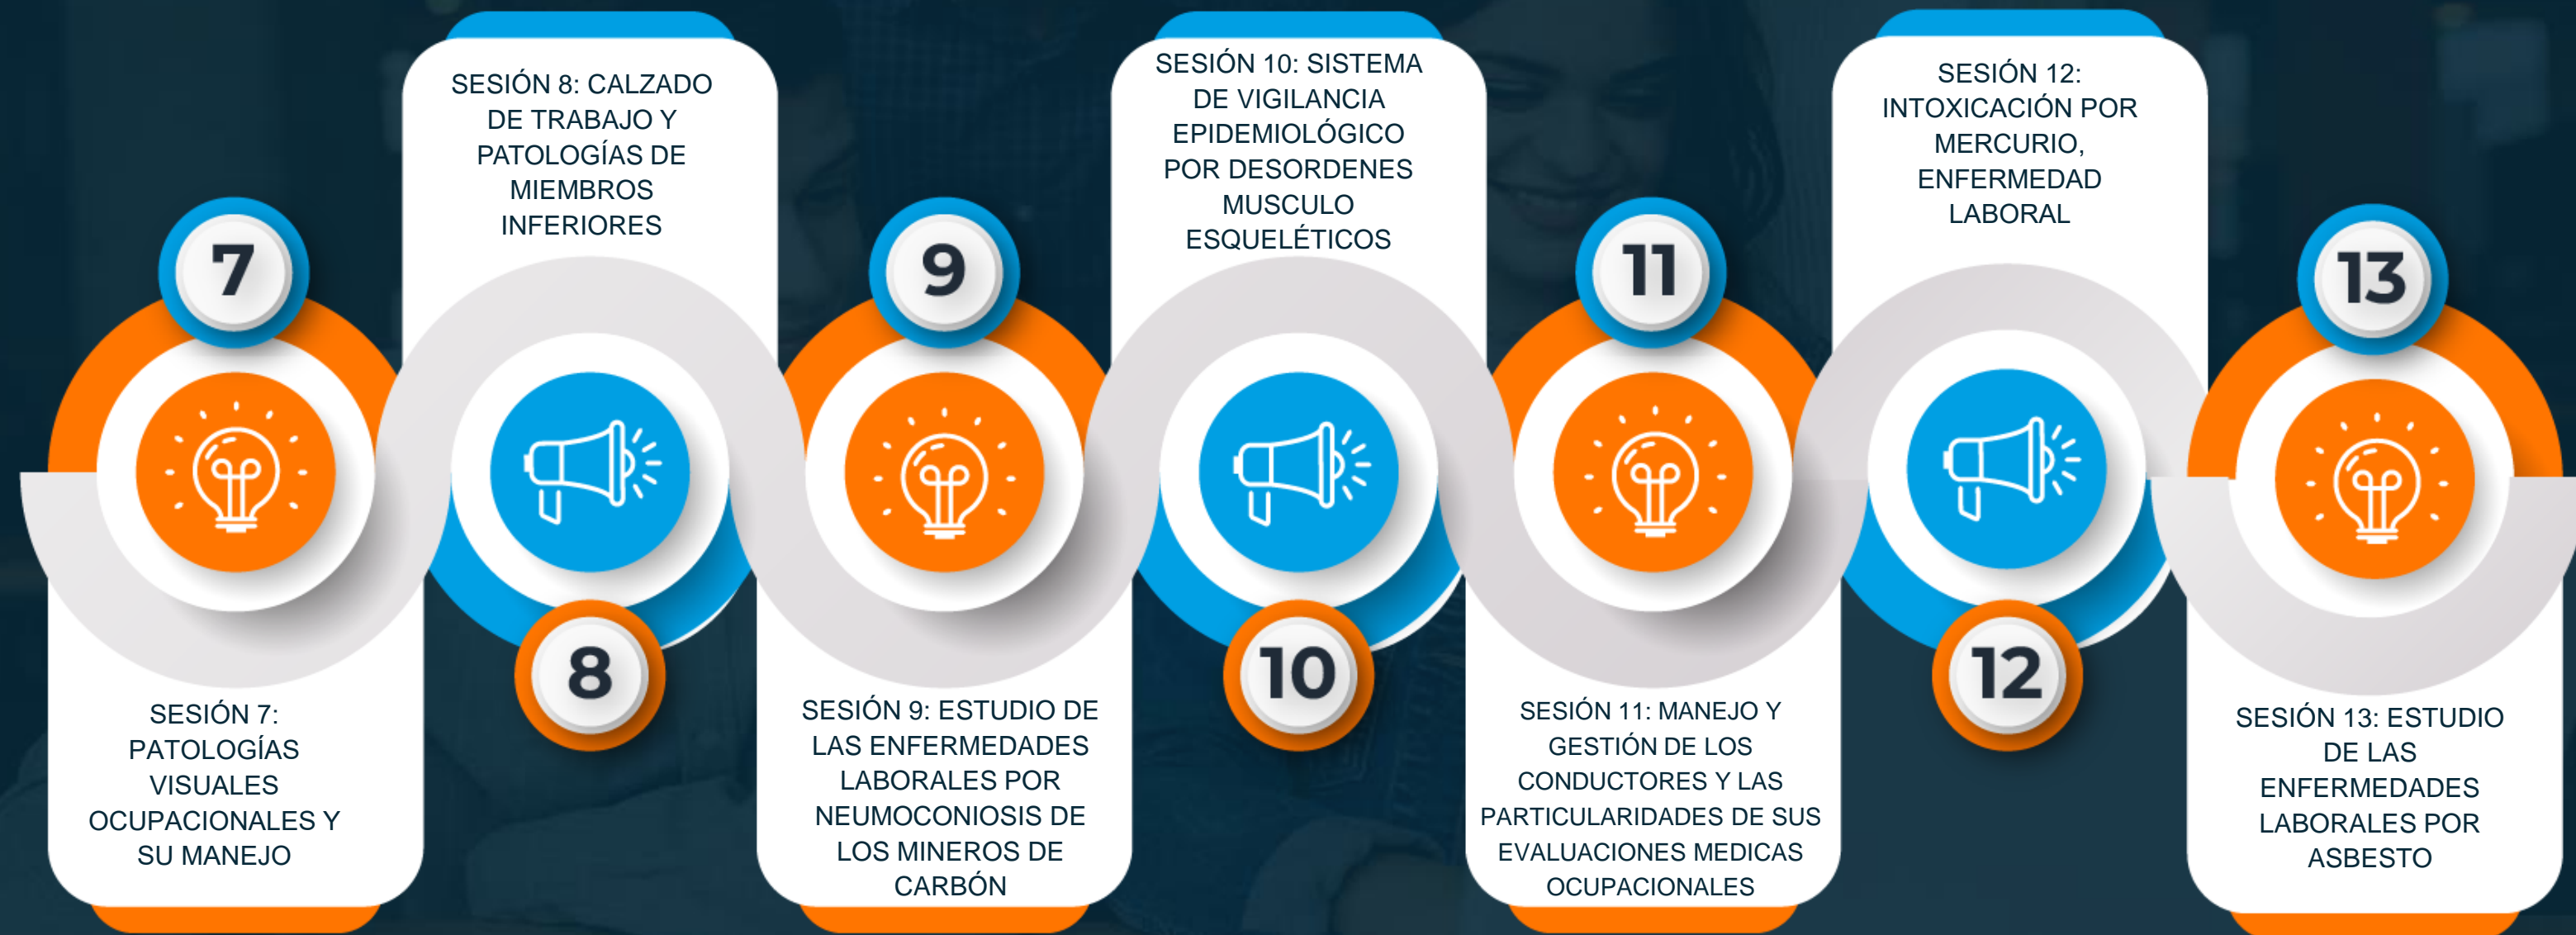 7
SESIÓN 7:
PATOLOGÍAS
VISUALES
OCUPACIONALES Y
SU MANEJO
SESIÓN 8: CALZADO
DE TRABAJO Y
PATOLOGÍAS DE
MIEMBROS
INFERIORES
8
9
SESIÓN 9: ESTUDIO DE
LAS ENFERMEDADES
LABORALES POR
NEUMOCONIOSIS DE
LOS MINEROS DE
CARBÓN
SESIÓN 10: SISTEMA
DE VIGILANCIA
EPIDEMIOLÓGICO
POR DESORDENES
MUSCULO
ESQUELÉTICOS
10
11
SESIÓN 11: MANEJO Y
GESTIÓN DE LOS
CONDUCTORES Y LAS
PARTICULARIDADES DE SUS
EVALUACIONES MEDICAS
OCUPACIONALES
SESIÓN 12:
INTOXICACIÓN POR
MERCURIO,
ENFERMEDAD
LABORAL
12
13
SESIÓN 13: ESTUDIO
DE LAS
ENFERMEDADES
LABORALES POR
ASBESTO